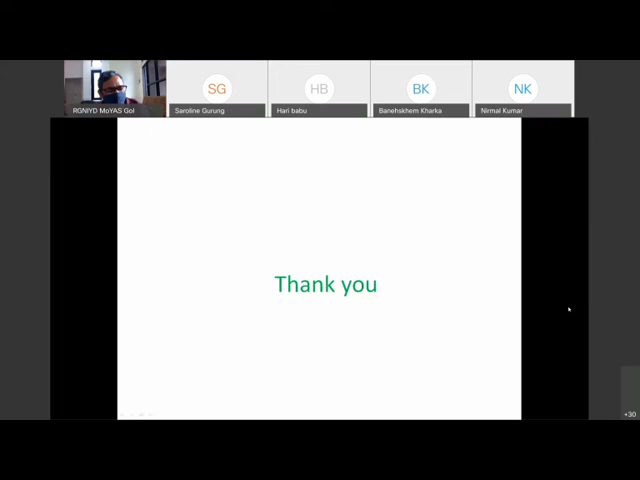 SG
HB
BK
NK
RGNIYD MoYAS GoI
Saroline Gurung
Hari babu
Banehskhem Kharka
Nirmal Kumar
Thank you
+30